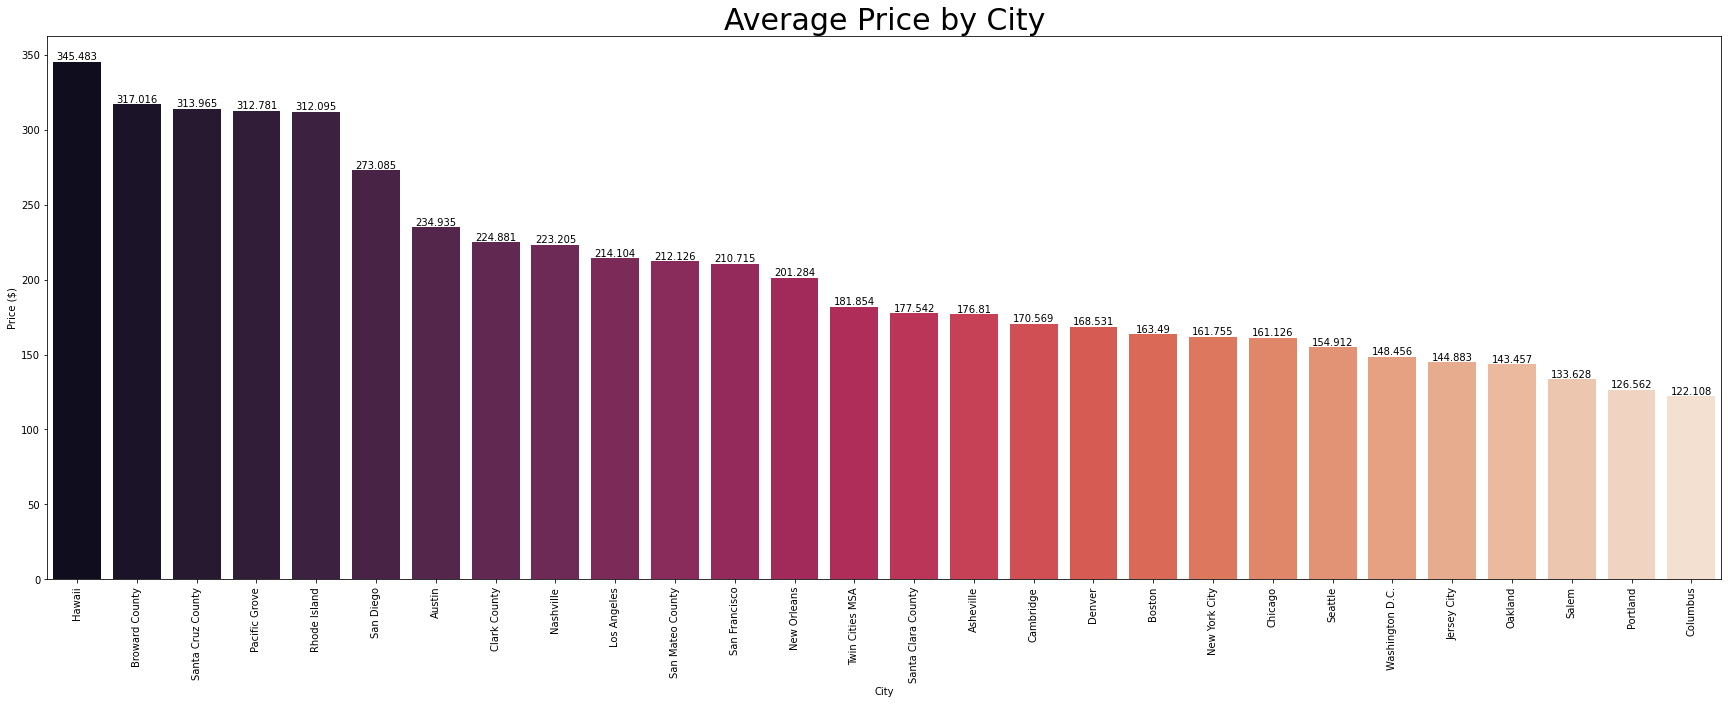 Average Price by City
Price ($)
350
300
250
200
150
100
50
0
345.483
317.016
313.965
312.781
312.095
273.085
234.935
224.881
223.205
214.104
212.126
210.715
201.284
181.854
177.542
176.81
170.569
168.531
163.49
161.755
161.126
154.912
148.456
144.883
143.457
133.628
126.562
122.108
Hawaii
Broward County
Santa Cruz County
Pacific Grove
Rhode Island
San Diego
Austin
Clark County
Nashville
Los Angeles
San Mateo County
San Francisco
New Orleans
Twin Cities MSA
Santa Clara County
Asheville
Cambridge
Denver
Boston
New York City
Chicago
Seattle
Washington D.C.
Jersey City
Oakland
Salem
Portland
Columbus
City